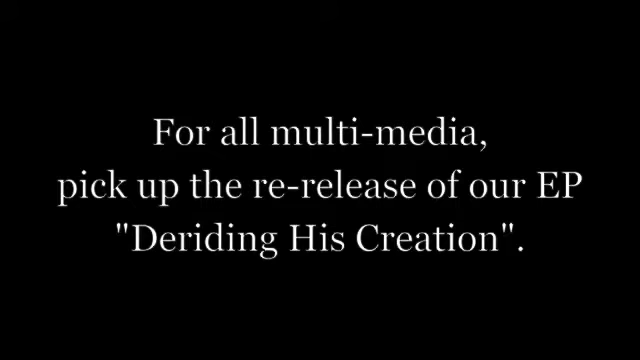 For all multi-media,
pick up the re-release of our EP
"Deriding His Creation".